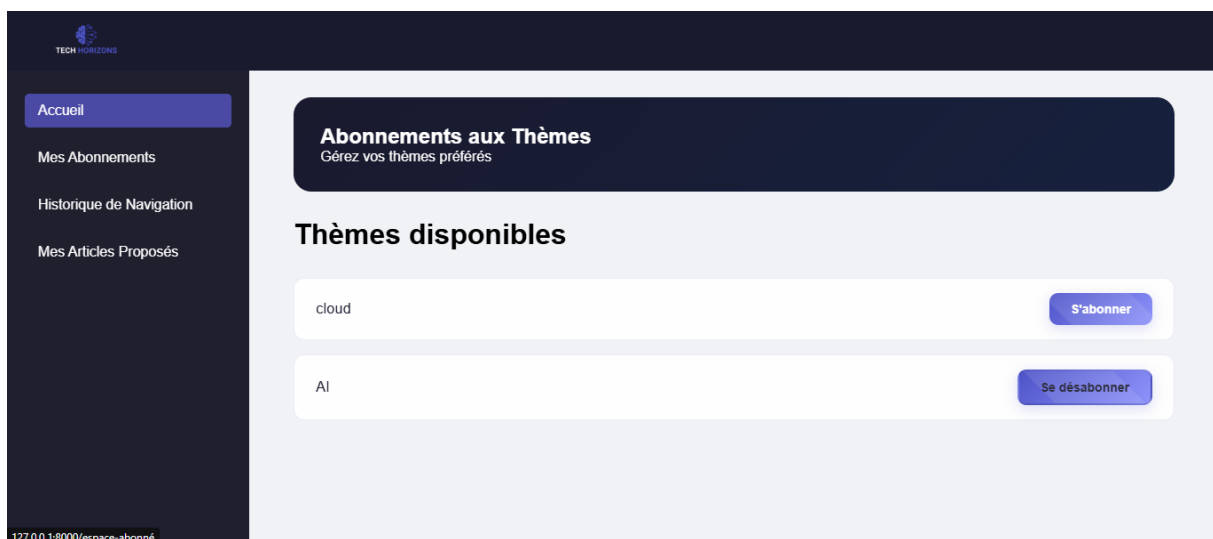 TECH HORIZONS
Accueil
Mes Abonnements
Historique de Navigation
Mes Articles Proposés
Abonnements aux Thèmes
Gérez vos thèmes préférés
Thèmes disponibles
cloud
S'abonner
AI
Se désabonner
127.0.0.1:8000/espace-abonné